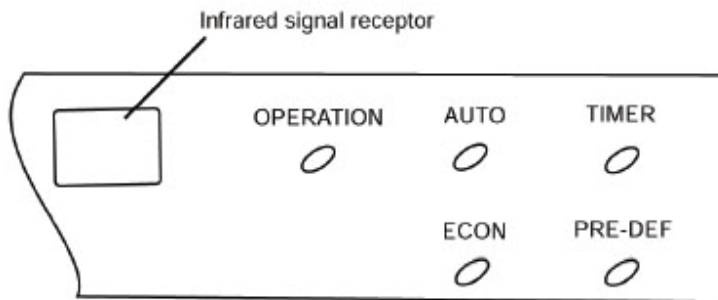 Infrared signal receptor
OPERATION AUTO TIMER
ECON PRE-DEF